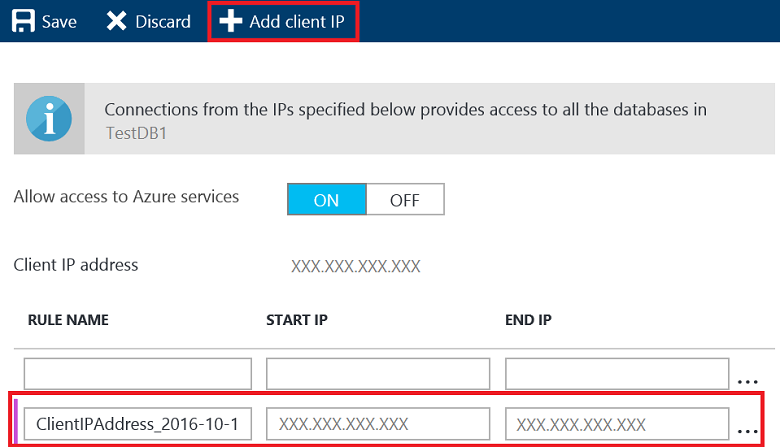 Save Discard Add client IP
Connections from the IPs specified below provides access to all the databases in
TestDB1
Allow access to Azure services ON OFF
Client IP address XXX.XXX.XXX.XXX
RULE NAME START IP END IP
...
ClientIPAddress_2016-10-1 XXX.XXX.XXX.XXX XXX.XXX.XXX.XXX ...